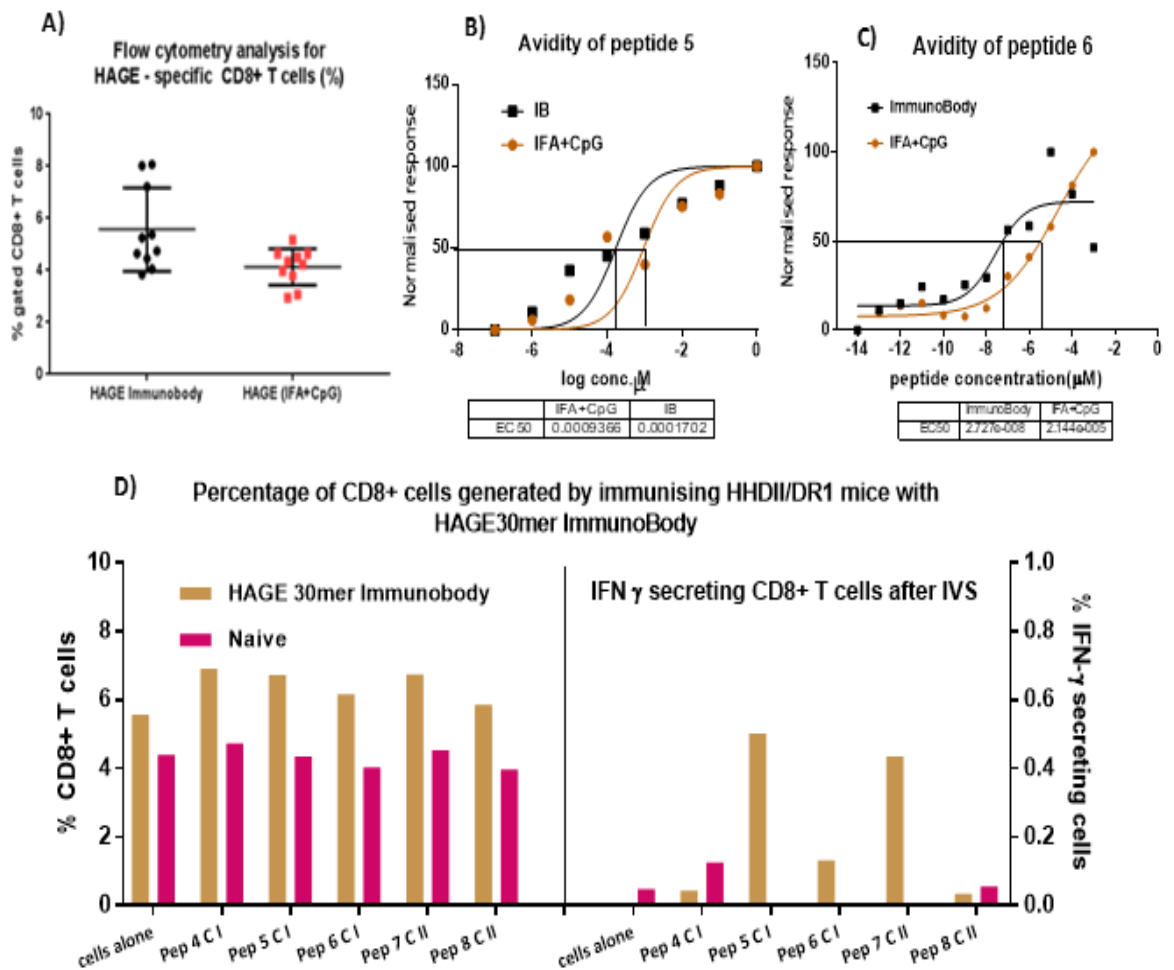 A)
Flow cytometry analysis for
HAGE - specific CD8+ T cells (%)
% gated CD8+ T cells
10
8
6
4
2
0
HAGE Immunobody
HAGE (IFA+CpG)
B)
Avidity of peptide 5
Normalised response
150
100
50
0
IB
IFA+CpG
-8
-6
-4
-2
0
log conc.μM
IFA+CpG IB
EC50 0.0009366 0.0001702
C)
Avidity of peptide 6
Normalised response
150
100
50
0
ImmunoBody
IFA+CpG
-14
-12
-10
-8
-6
-4
-2
peptide concentration(μM)
ImmunoBody IFA+CpG
EC50 2.727e-008 2.144e-005
D)
Percentage of CD8+ cells generated by immunising HHDII/DR1 mice with
HAGE30mer ImmunoBody
% CD8+ T cells
10
8
6
4
2
0
HAGE 30mer Immunobody
Naive
IFN γ secreting CD8+ T cells after IVS
1.0
0.8
0.6
0.4
0.2
0.0
% IFN-γ secreting
cells
cells alone
Pep 4 C I
Pep 5 C I
Pep 6 C I
Pep 7 C II
Pep 8 C II
cells alone
Pep 4 C I
Pep 5 C I
Pep 6 C I
Pep 7 C II
Pep 8 C II